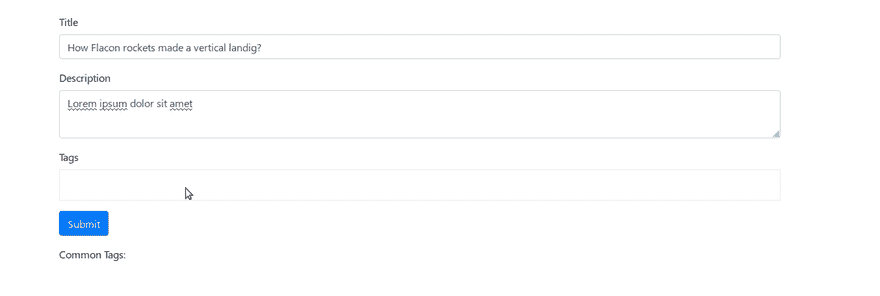 Title
How Flacon rockets made a vertical landig?
Description
Lorem ipsum dolor sit amet
Tags
Submit
Common Tags: